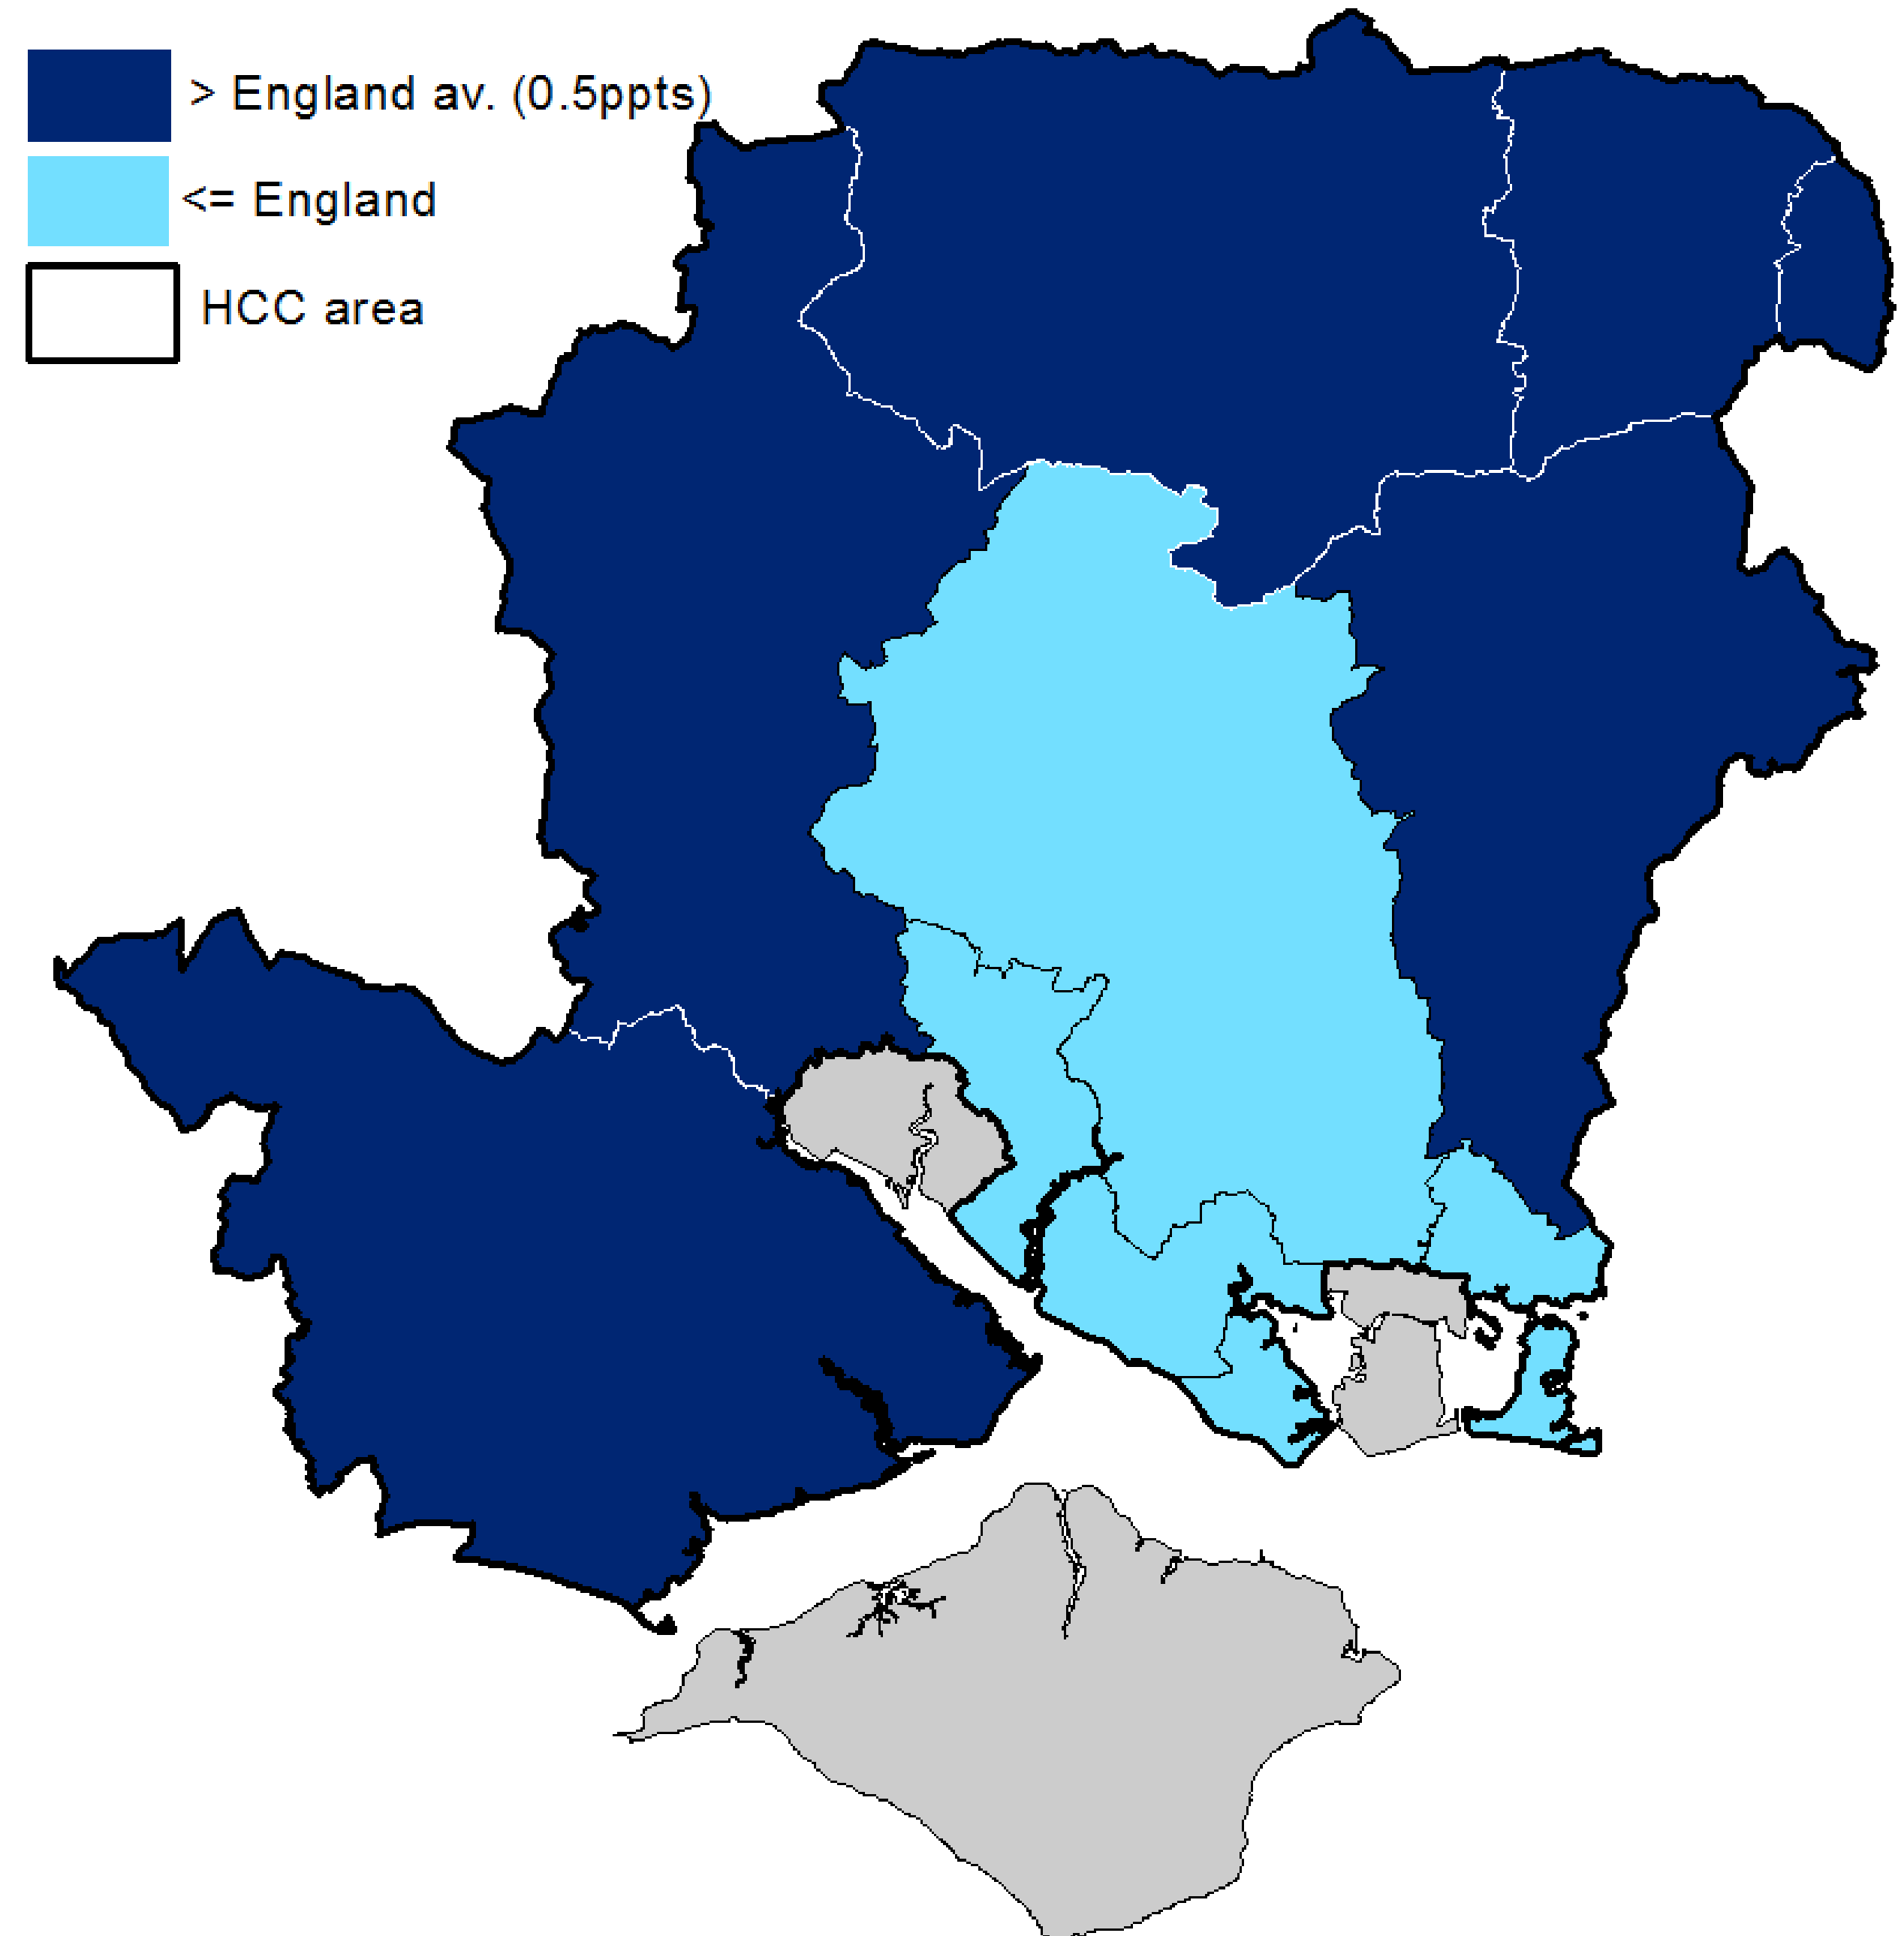 > England av. (0.5ppts)
<= England
HCC area